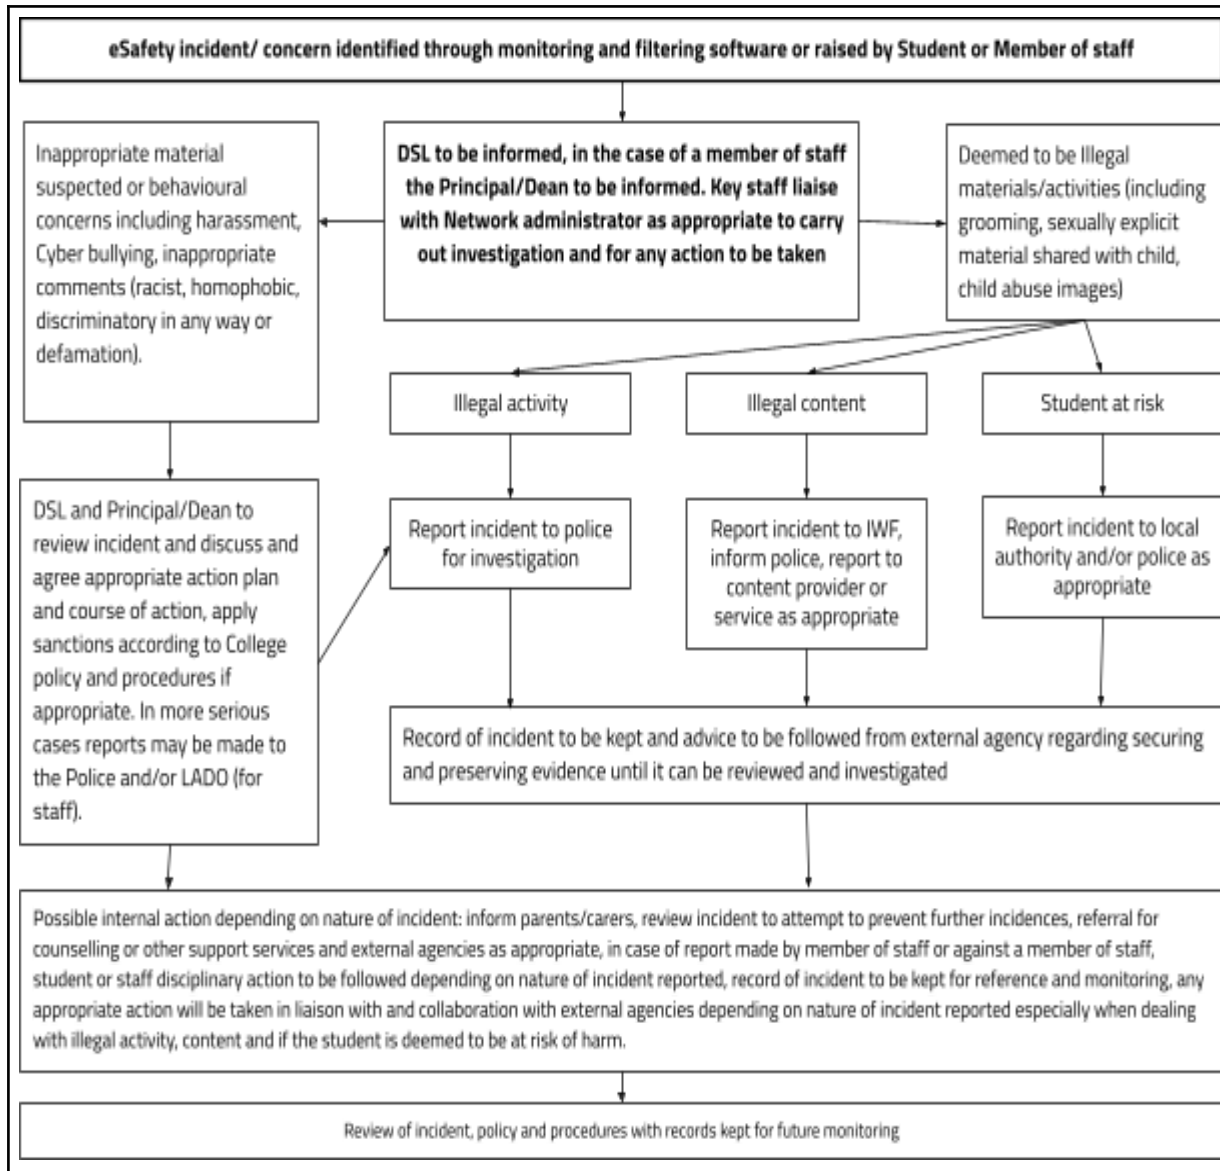 eSafety incident/ concern identified through monitoring and filtering software or raised by Student or Member of staff
Inappropriate material
suspected or behavioural
concerns including harassment,
Cyber bullying, inappropriate
comments (racist, homophobic,
discriminatory in any way or
defamation).
DSL to be informed, in the case of a member of staff
the Principal/Dean to be informed. Key staff liaise
with Network administrator as appropriate to carry
out investigation and for any action to be taken
Deemed to be Illegal
materials/activities (including
grooming, sexually explicit
material shared with child,
child abuse images)
Illegal activity
Illegal content
Student at risk
DSL and Principal/Dean to
review incident and discuss and
agree appropriate action plan
and course of action, apply
sanctions according to College
policy and procedures if
appropriate. In more serious
cases reports may be made to
the Police and/or LADO (for
staff).
Report incident to police
for investigation
Report incident to IWF,
inform police, report to
content provider or
service as appropriate
Report incident to local
authority and/or police as
appropriate
Record of incident to be kept and advice to be followed from external agency regarding securing
and preserving evidence until it can be reviewed and investigated
Possible internal action depending on nature of incident: inform parents/carers, review incident to attempt to prevent further incidences, referral for
counselling or other support services and external agencies as appropriate, in case of report made by member of staff or against a member of staff,
student or staff disciplinary action to be followed depending on nature of incident reported, record of incident to be kept for reference and monitoring, any
appropriate action will be taken in liaison with and collaboration with external agencies depending on nature of incident reported especially when dealing
with illegal activity, content and if the student is deemed to be at risk of harm.
Review of incident, policy and procedures with records kept for future monitoring